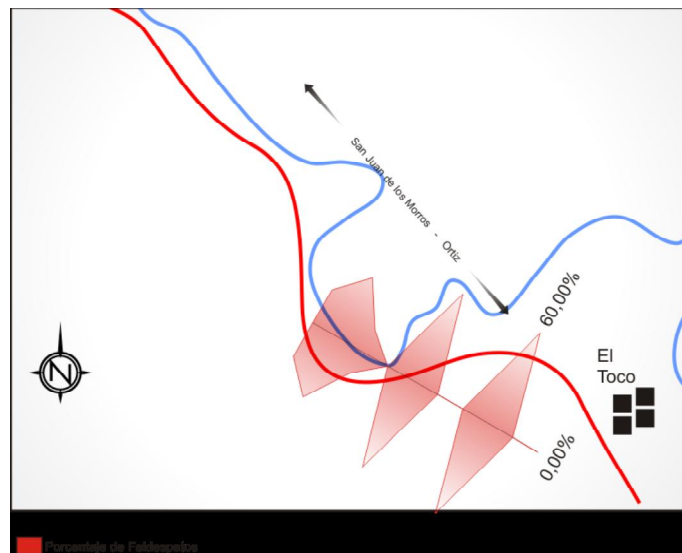 San Juan de los Morros - Ortiz
60,00%
El
Toco
N
0,00%
Porcentaje de Feldespatos